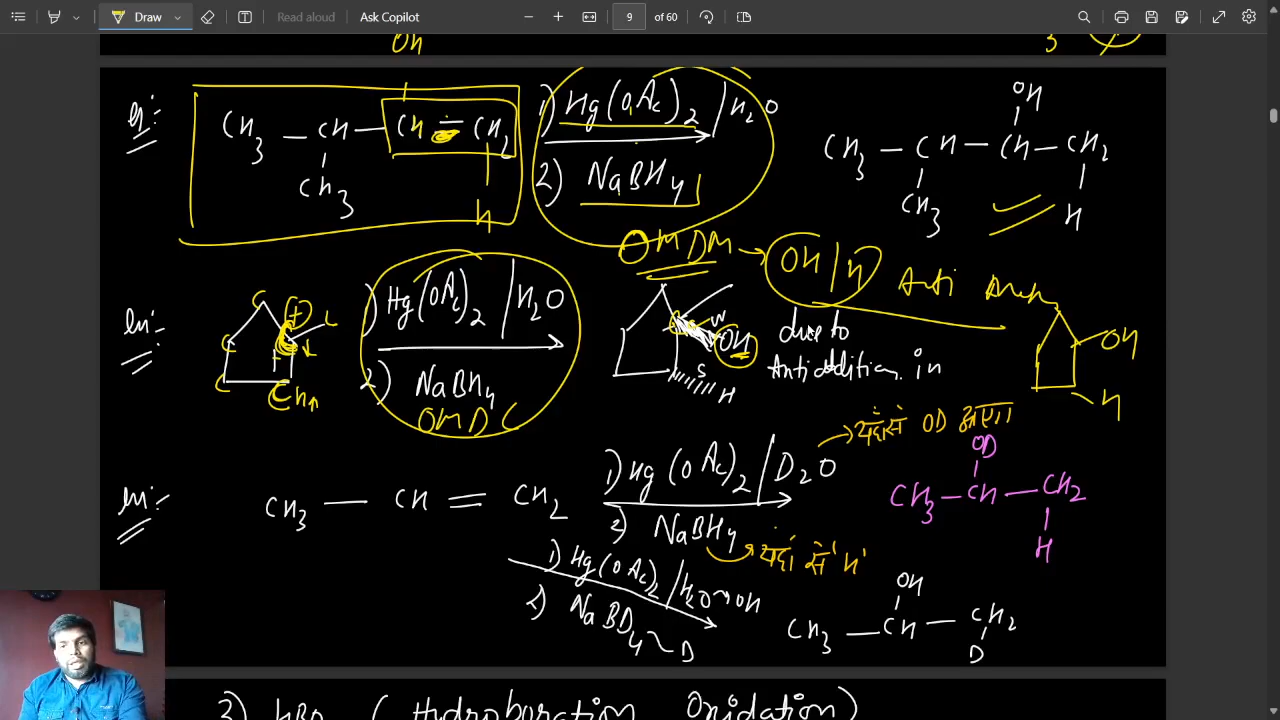 Draw
Read aloud
Ask Copilot
9 of 60
OH
3
CH3 — CH — CH = CH2
CH3
H
1) Hg(OAc)2 / H2O
2) NaBH4
OH
CH3 — CH — CH — CH2
CH3
H
OMDM → OH/H Anti
C
C
C
CH
1) Hg(OAc)2 / H2O
2) NaBH4
OMDC
OH
H
due to
Anti addition in
OH
H
CH3 — CH = CH2
1) Hg(OAc)2 / D2O
2) NaBH4
→ यहाँ से OD आएगा
→ यहाँ से 'H'
OD
CH3 — CH — CH2
H
1) Hg(OAc)2 / H2O → OH
2) NaBD4 ~ D
OH
CH3 — CH — CH2
D
3) HBO (Hydroboration Oxidation)